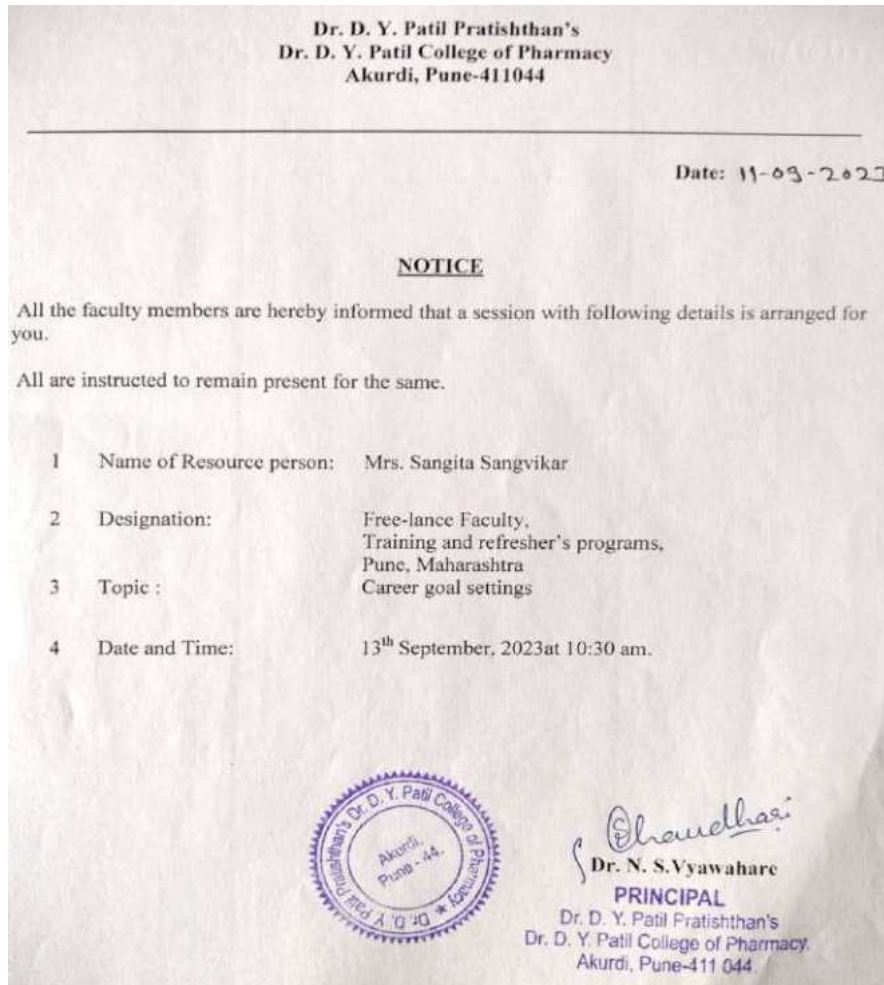 Dr. D. Y. Patil Pratishthan's
Dr. D. Y. Patil College of Pharmacy
Akurdi, Pune-411044
Date: 11-09-2023
NOTICE
All the faculty members are hereby informed that a session with following details is arranged for
you.
All are instructed to remain present for the same.
1 Name of Resource person: Mrs. Sangita Sangvikar
2 Designation: Free-lance Faculty,
Training and refresher's programs,
Pune, Maharashtra
3 Topic : Career goal settings
4 Date and Time: 13th September, 2023at 10:30 am.
Dr. D. Y. Patil Pratishthan's Dr. D. Y. Patil College of Pharmacy ★
Akurdi,
Pune - 44.
Chaudhari
Dr. N. S.Vyawahare
PRINCIPAL
Dr. D. Y. Patil Pratishthan's
Dr. D. Y. Patil College of Pharmacy.
Akurdi, Pune-411 044.